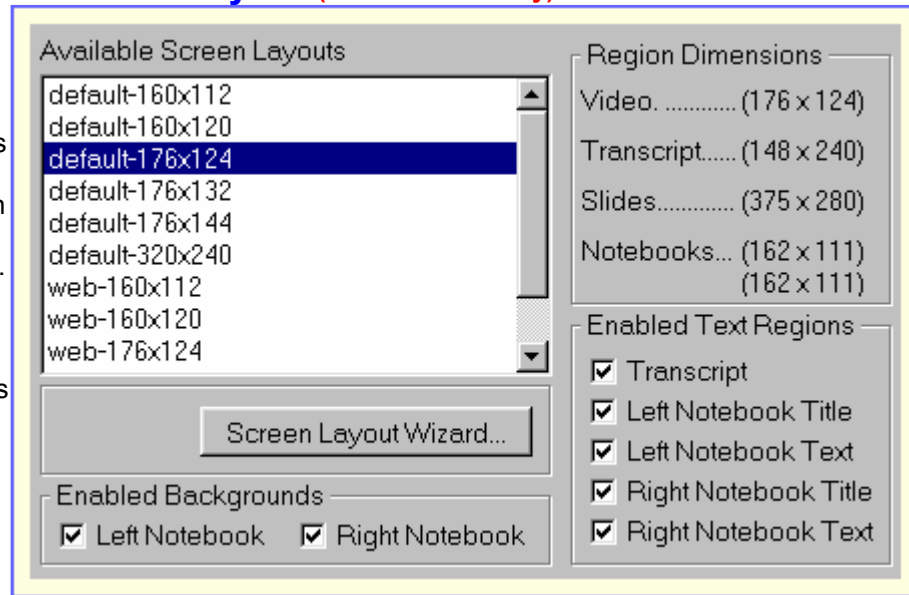 Available Screen Layouts
default-160x112
default-160x120
default-176x124
default-176x132
default-176x144
default-320x240
web-160x112
web-160x120
web-176x124
Screen Layout Wizard...
Enabled Backgrounds
Left Notebook Right Notebook
Region Dimensions
Video. ............ (176 x 124)
Transcript...... (148 x 240)
Slides............. (375 x 280)
Notebooks... (162 x 111)
(162 x 111)
Enabled Text Regions
Transcript
Left Notebook Title
Left Notebook Text
Right Notebook Title
Right Notebook Text